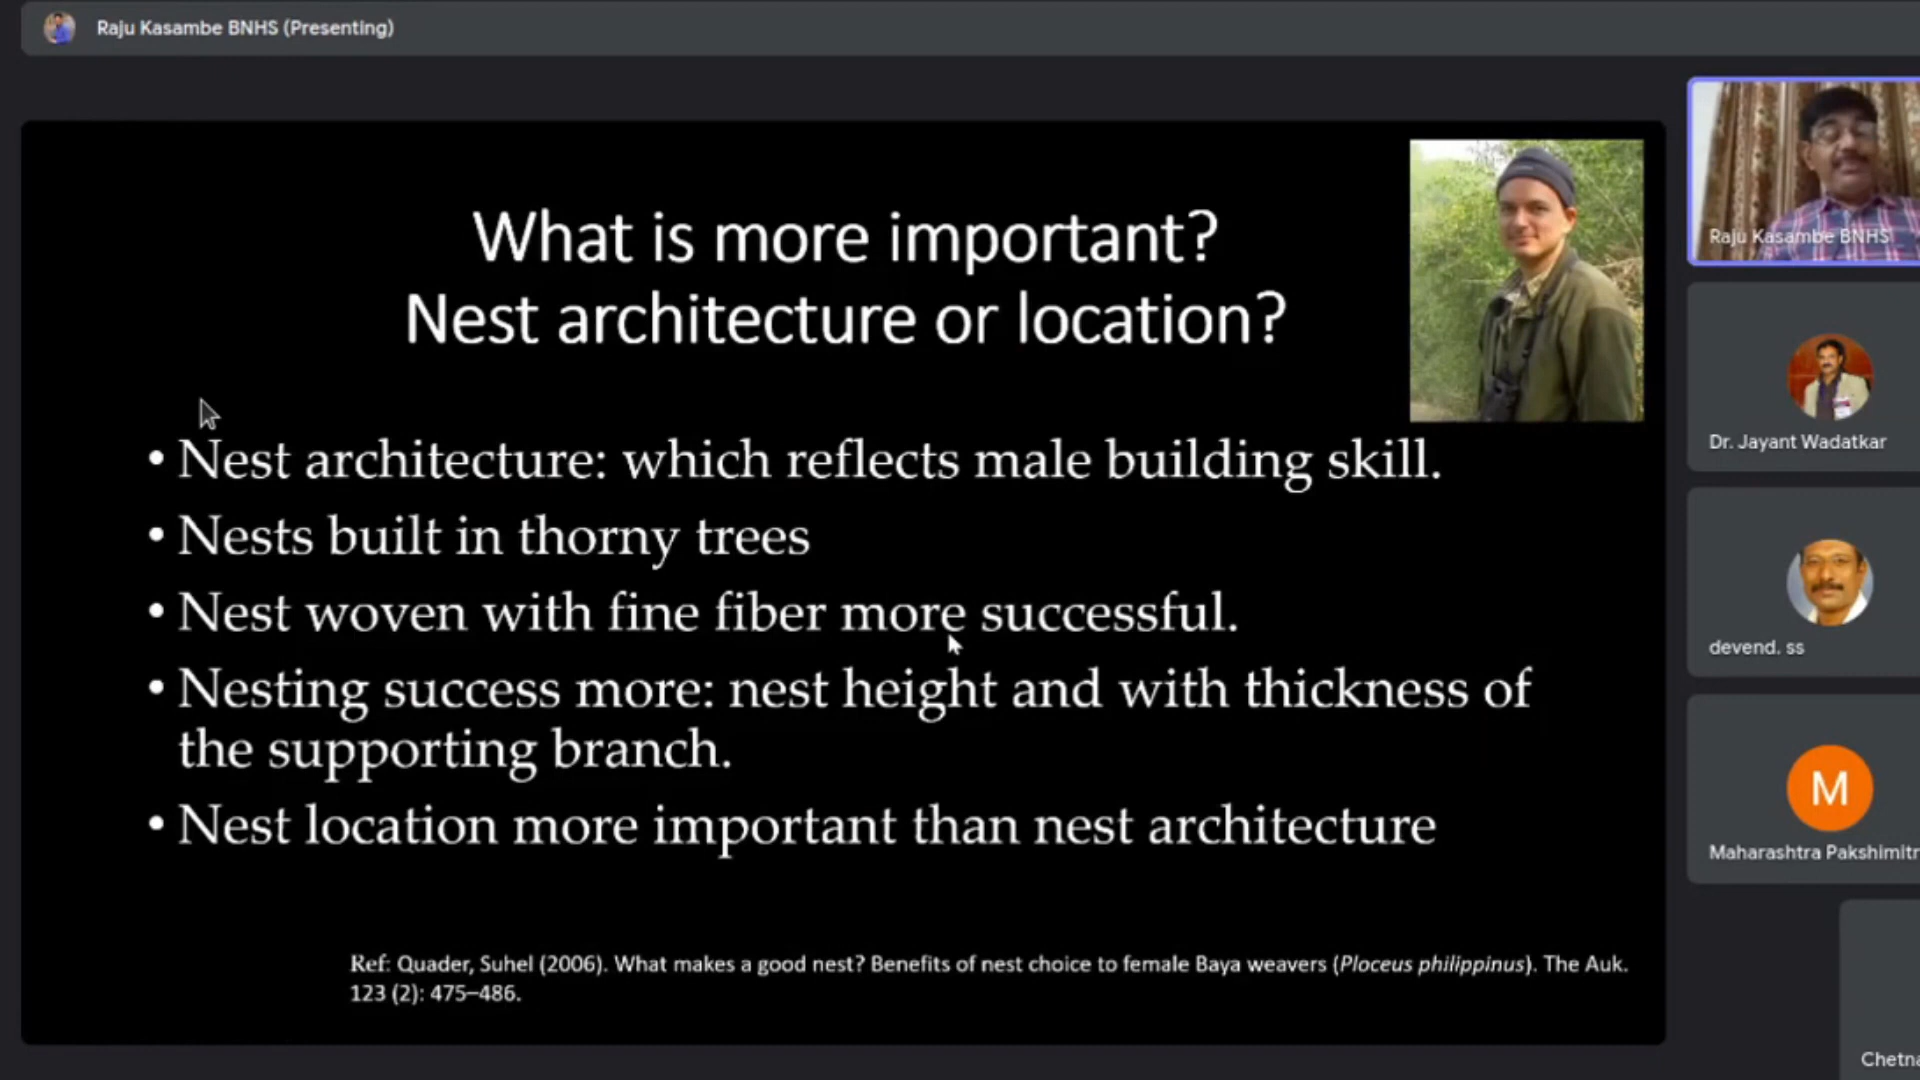 Raju Kasambe BNHS (Presenting)
What is more important?
Nest architecture or location?
• Nest architecture: which reflects male building skill.
• Nests built in thorny trees
• Nest woven with fine fiber more successful.
• Nesting success more: nest height and with thickness of
the supporting branch.
• Nest location more important than nest architecture
Ref: Quader, Suhel (2006). What makes a good nest? Benefits of nest choice to female Baya weavers (Ploceus philippinus). The Auk.
123 (2): 475–486.
Raju Kasambe BNHS
Dr. Jayant Wadatkar
devend. ss
M
Maharashtra Pakshimitr
Chetna